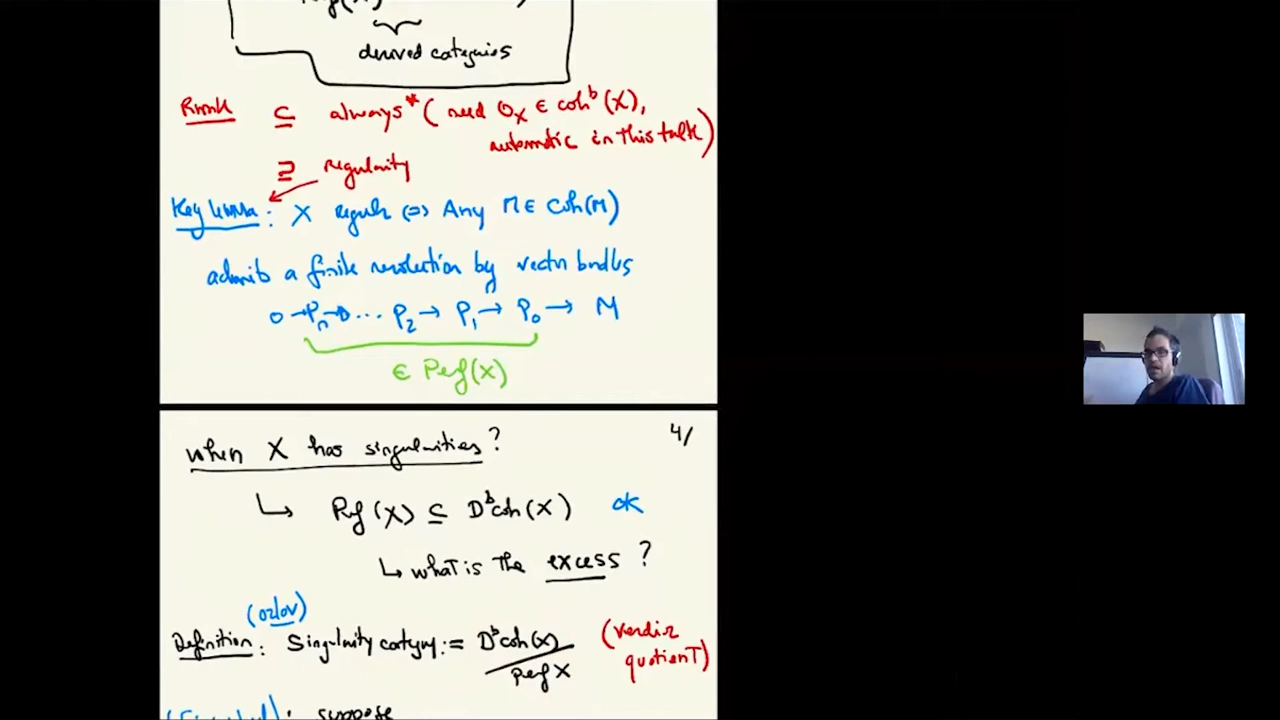 derived categories
Rmk ⊆ always* (need O_X ∈ coh^b(X),
automatic in this talk)
⊇ regularity
Key lemma: X regular ⇔ Any M ∈ Coh(M)
admits a finite resolution by vector bundles
0 → P_n → ... P_2 → P_1 → P_0 → M
∈ Perf(X)
when X has singularities? 4/
↳ Perf(X) ⊆ D^b coh(X) ok
↳ what is the excess?
(Orlov)
Definition: Singularity category := D^b coh(X) / Perf X (Verdier quotient)
suppose